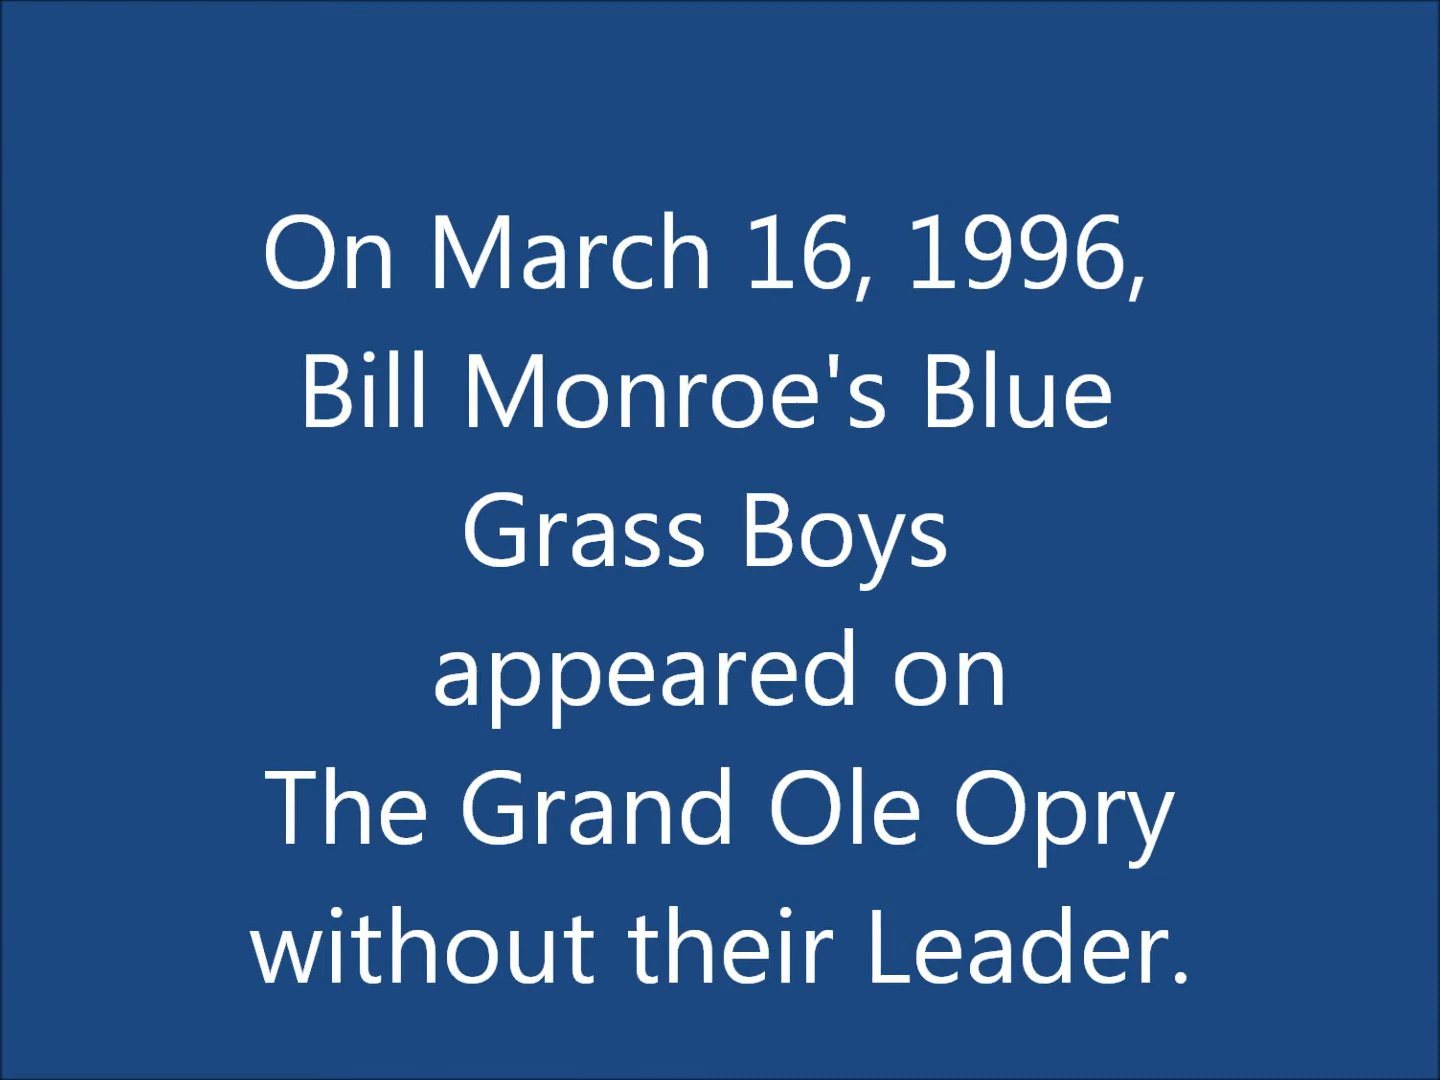 On March 16, 1996,
Bill Monroe's Blue
Grass Boys
appeared on
The Grand Ole Opry
without their Leader.